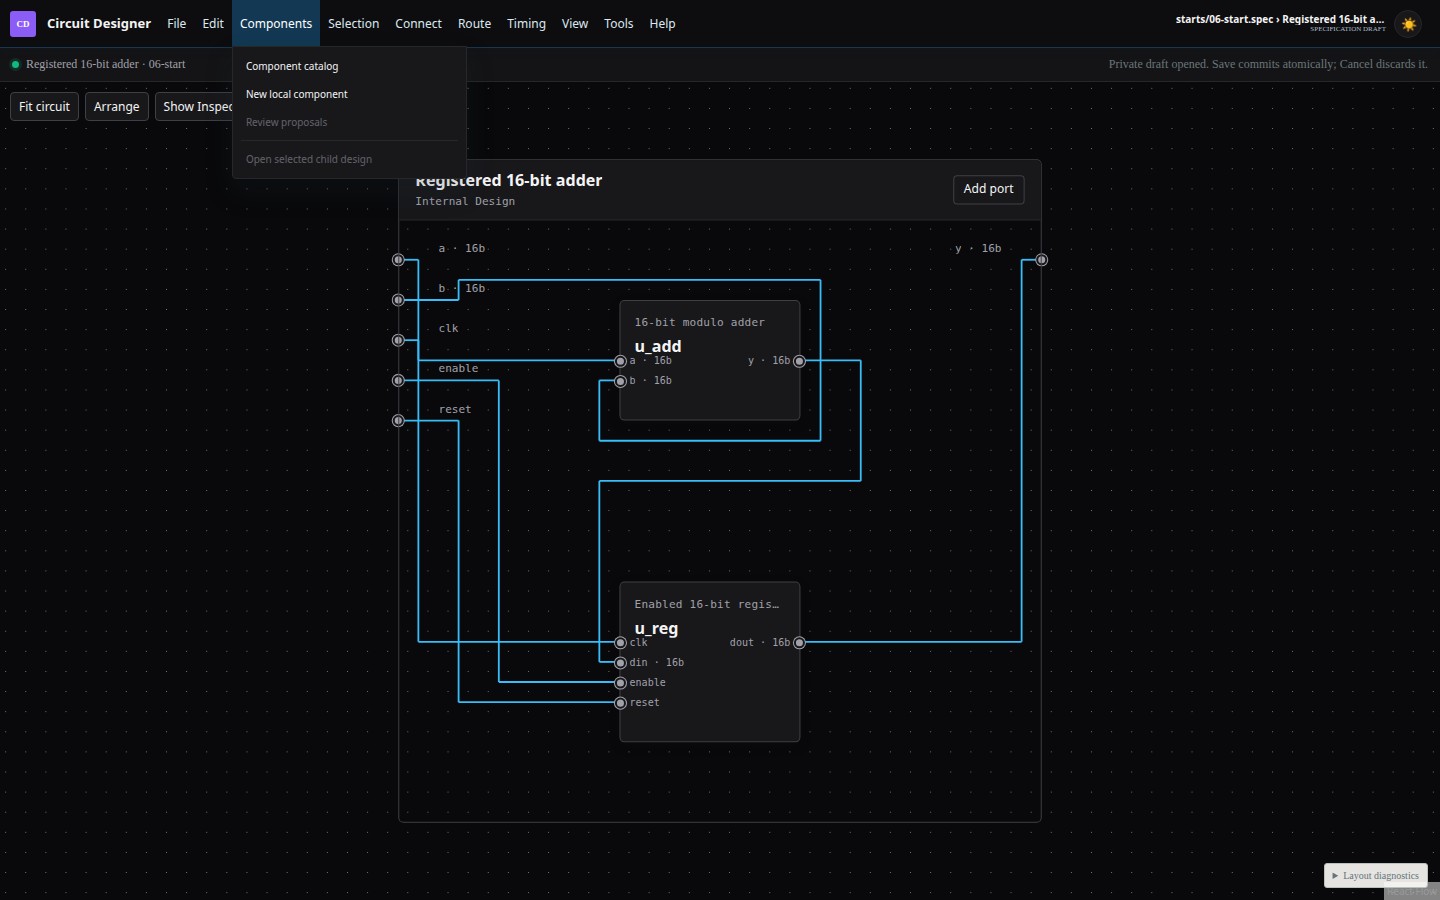 CD Circuit Designer File Edit Components Selection Connect Route Timing View Tools Help
starts/06-start.spec › Registered 16-bit a...
SPECIFICATION DRAFT
Registered 16-bit adder · 06-start
Private draft opened. Save commits atomically; Cancel discards it.
Component catalog
New local component
Review proposals
Open selected child design
Fit circuit Arrange Show Inspec
Registered 16-bit adder
Internal Design
Add port
a · 16b
y · 16b
b · 16b
clk
enable
reset
16-bit modulo adder
u_add
a · 16b y · 16b
b · 16b
Enabled 16-bit regis…
u_reg
clk dout · 16b
din · 16b
enable
reset
Layout diagnostics